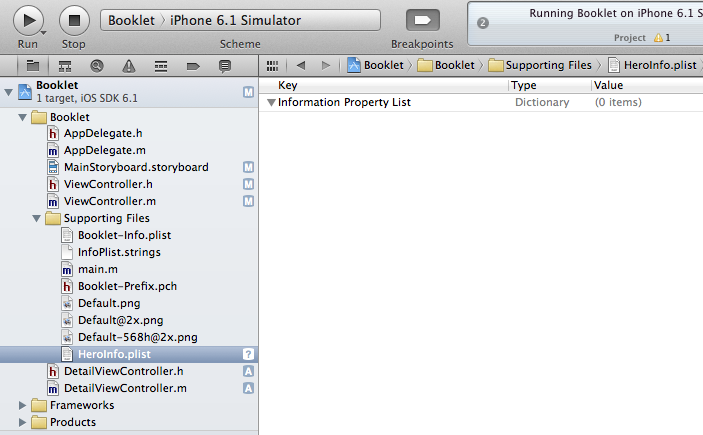 Booklet 〉 iPhone 6.1 Simulator
2
Running Booklet on iPhone 6.1 S
Project 1
Run
Stop
Scheme
Breakpoints
Booklet
1 target, iOS SDK 6.1
M
Booklet
AppDelegate.h
AppDelegate.m
MainStoryboard.storyboard M
ViewController.h M
ViewController.m M
Supporting Files
Booklet-Info.plist
InfoPlist.strings
main.m
Booklet-Prefix.pch
Default.png
Default@2x.png
Default-568h@2x.png
HeroInfo.plist ?
DetailViewController.h A
DetailViewController.m A
Frameworks
Products
Booklet 〉 Booklet 〉 Supporting Files 〉 HeroInfo.plist 〉
Key Type Value
Information Property List Dictionary (0 items)